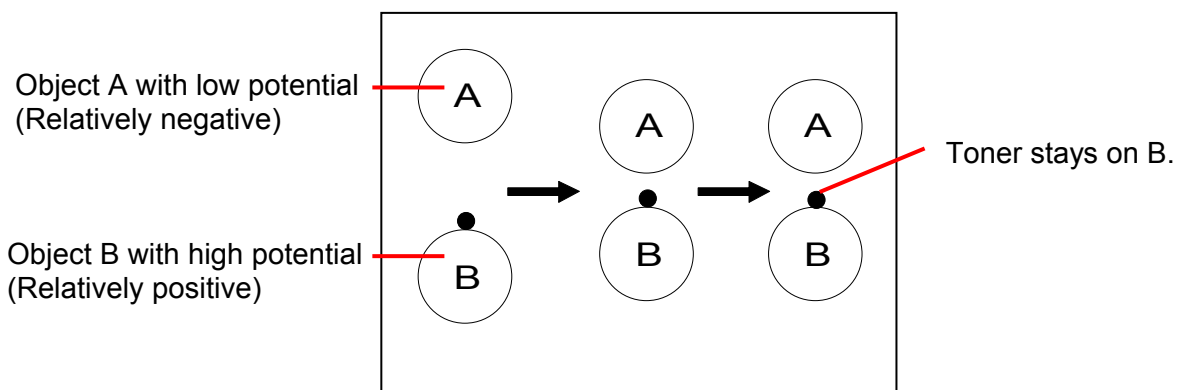 Object A with low potential
(Relatively negative)
A
A
A
Toner stays on B.
Object B with high potential
(Relatively positive)
B
B
B